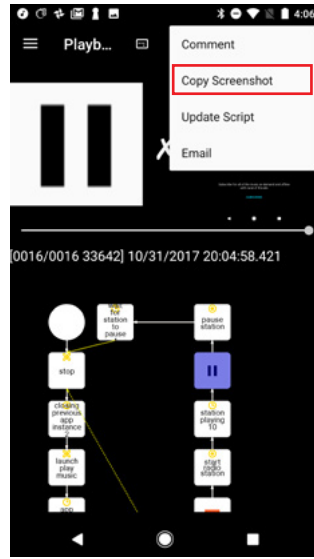 4:06
Playb...
Comment
Copy Screenshot
Update Script
Email
[0016/0016 33642] 10/31/2017 20:04:58.421
wait
for
station
to
pause
pause
station
stop
closing
previous
app
instance
2
station
playing
10
launch
play
music
start
radio
station
app